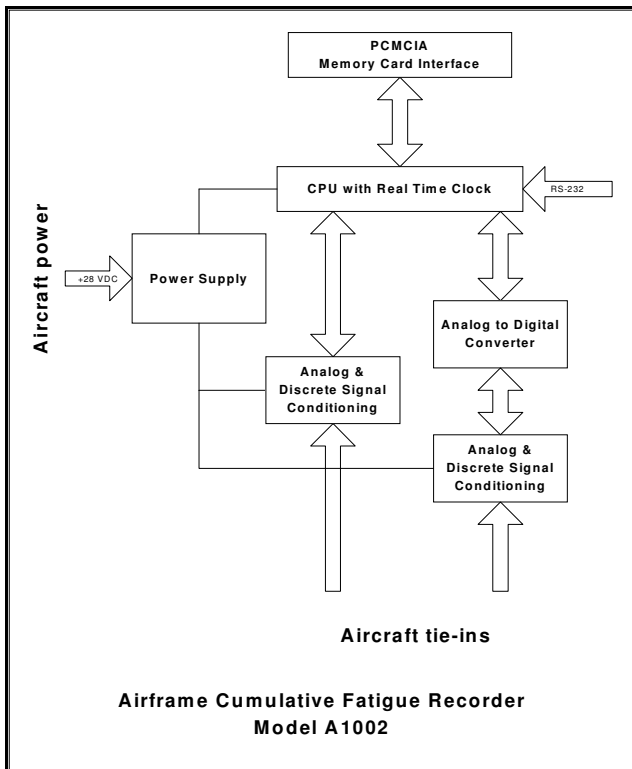 PCMCIA
Memory Card Interface
CPU with Real Time Clock
RS-232
Aircraft power
+28 VDC
Power Supply
Analog to Digital
Converter
Analog &
Discrete Signal
Conditioning
Analog &
Discrete Signal
Conditioning
Aircraft tie-ins
Airframe Cumulative Fatigue Recorder
Model A1002